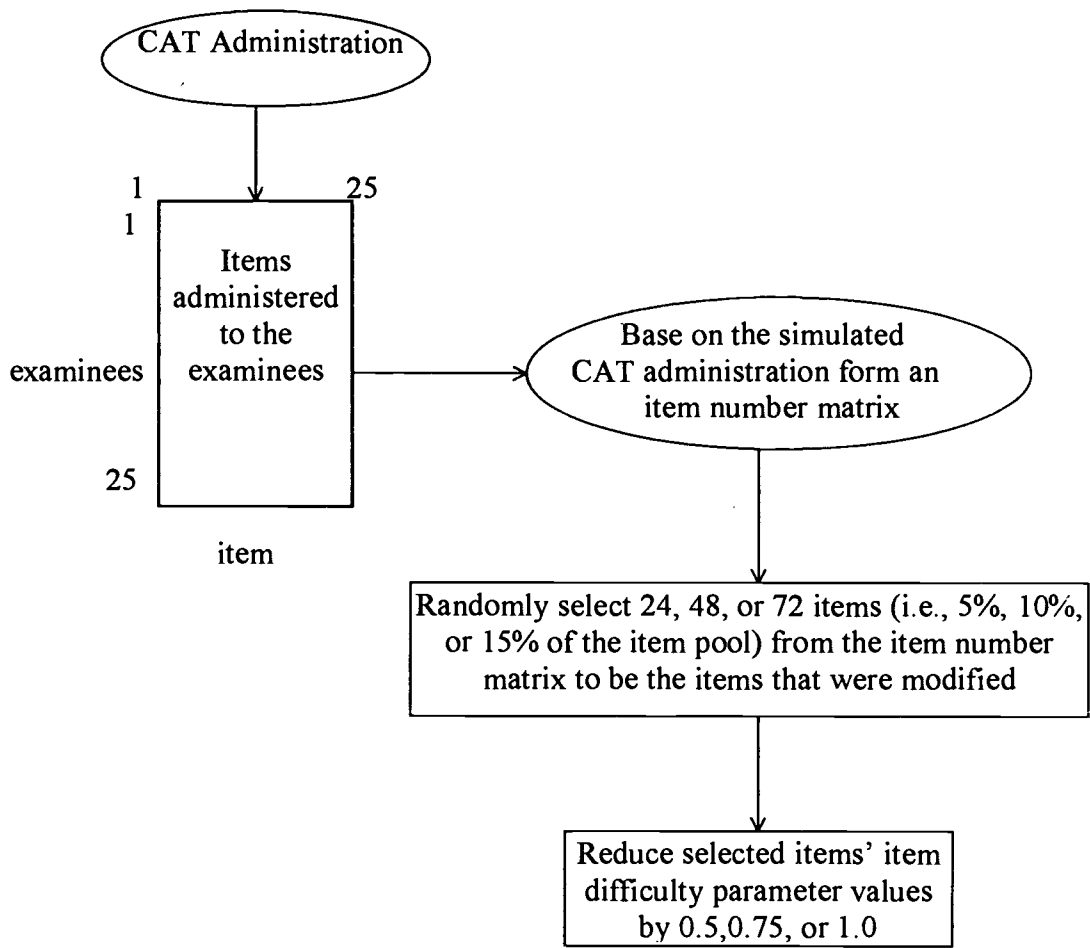 CAT Administration
1
25
1
Items
administered
to the
examinees
examinees
25
item
Base on the simulated
CAT administration form an
item number matrix
Randomly select 24, 48, or 72 items (i.e., 5%, 10%,
or 15% of the item pool) from the item number
matrix to be the items that were modified
Reduce selected items' item
difficulty parameter values
by 0.5,0.75, or 1.0